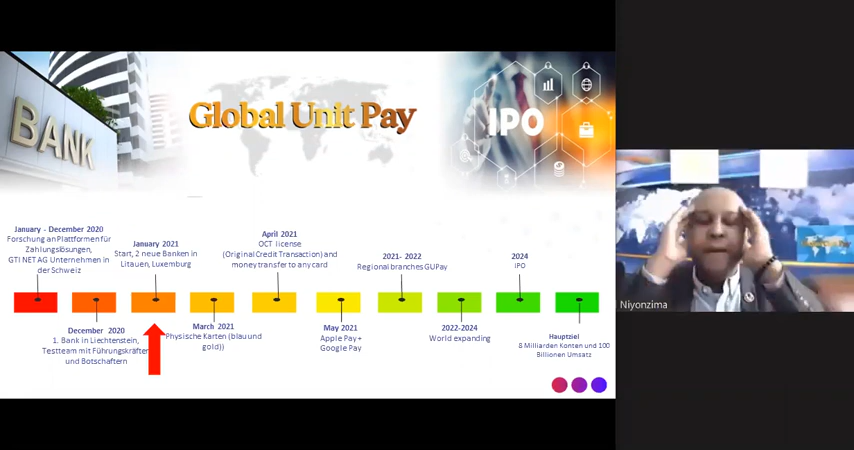 BANK
Global Unit Pay
IPO
January - December 2020
Forschung an Plattformen für
Zahlungslösungen,
GTI NET AG Unternehmen in
der Schweiz
January 2021
Start, 2 neue Banken in
Litauen, Luxemburg
April 2021
OCT license
(Original Credit Transaction) and
money transfer to any card
2021- 2022
Regional branches GUPay
2024
IPO
December 2020
1. Bank in Liechtenstein,
Testteam mit Führungskräften
und Botschaftern
March 2021
Physische Karten (blau und
gold))
May 2021
Apple Pay +
Google Pay
2022-2024
World expanding
Hauptziel
8 Milliarden Konten und 100
Billionen Umsatz
Niyonzima